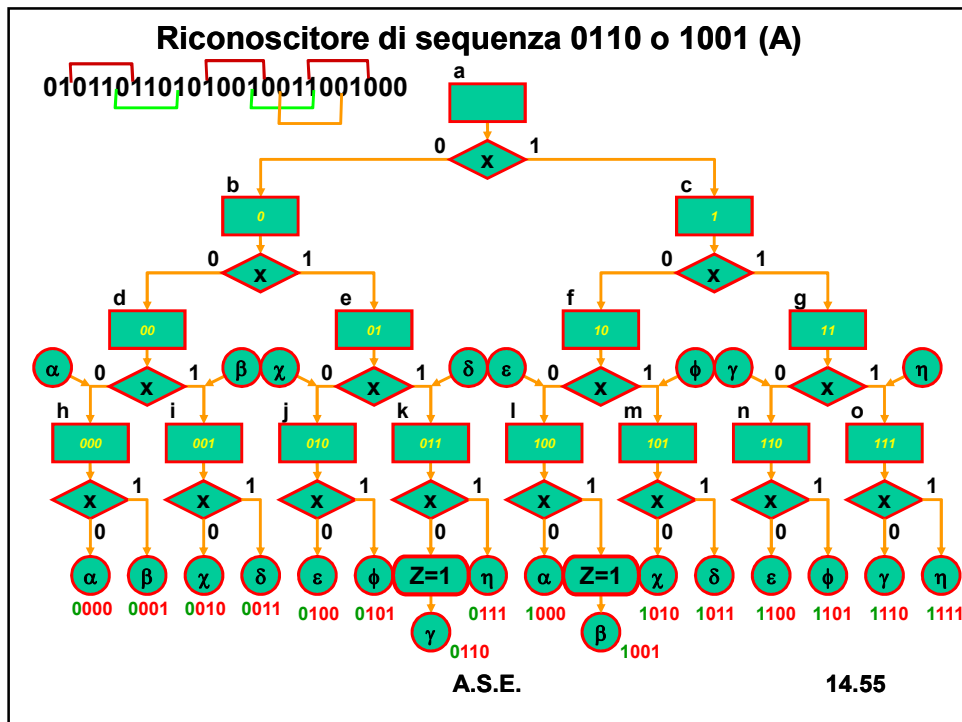 Riconoscitore di sequenza 0110 o 1001 (A)
010110110101001001100 1000
a
0 x 1
b c
0 1
0 x 1 0 x 1
d e f g
00 01 10 11
α 0 x 1 β χ 0 x 1 δ ε 0 x 1 ϕ γ 0 x 1 η
h i j k l m n o
000 001 010 011 100 101 110 111
x 1 x 1 x 1 x 1 x 1 x 1 x 1 x 1
0 0 0 0 0 0 0 0
α β χ δ ε ϕ Z=1 η α Z=1 χ δ ε ϕ γ η
0000 0001 0010 0011 0100 0101 0111 1000 1010 1011 1100 1101 1110 1111
γ 0110 β 1001
A.S.E. 14.55